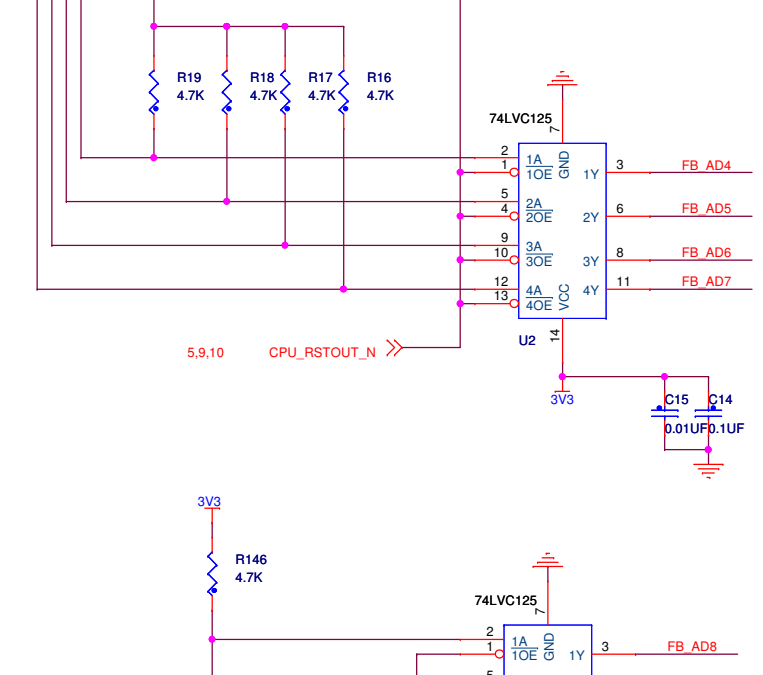 R19 R18 R17 R16
4.7K 4.7K 4.7K 4.7K
74LVC125
7
GND
2 1A 1Y 3 FB_AD4
1 1OE
5 2A 2Y 6 FB_AD5
4 2OE
9 3A 3Y 8 FB_AD6
10 3OE
12 4A 4Y 11 FB_AD7
13 4OE
VCC
14
U2
5,9,10 CPU_RSTOUT_N
3V3
C15 C14
0.01UF 0.1UF
3V3
R146
4.7K
74LVC125
7
GND
2 1A 1Y 3 FB_AD8
1 1OE
5